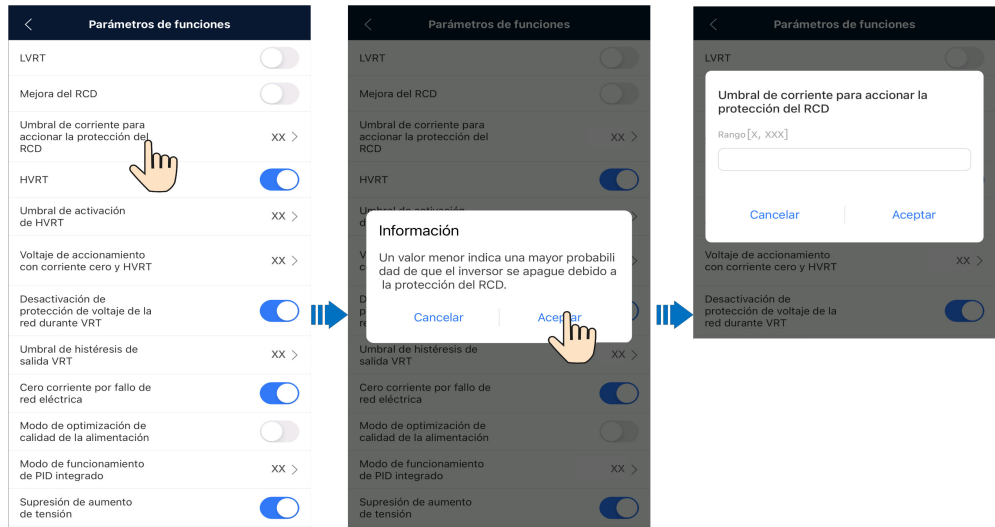 Parámetros de funciones
LVRT
Mejora del RCD
Umbral de corriente para
accionar la protección del
RCD
XX
HVRT
Umbral de activación
de HVRT
XX
Voltaje de accionamiento
con corriente cero y HVRT
XX
Desactivación de
protección de voltaje de la
red durante VRT
Umbral de histéresis de
salida VRT
XX
Cero corriente por fallo de
red eléctrica
Modo de optimización de
calidad de la alimentación
Modo de funcionamiento
de PID integrado
XX
Supresión de aumento
de tensión
Parámetros de funciones
LVRT
Mejora del RCD
Umbral de corriente para
accionar la protección del
RCD
XX
HVRT
Umbral de activación
Información
Un valor menor indica una mayor probabili
dad de que el inversor se apague debido a
la protección del RCD.
Cancelar
Aceptar
Umbral de histéresis de
salida VRT
XX
Cero corriente por fallo de
red eléctrica
Modo de optimización de
calidad de la alimentación
Modo de funcionamiento
de PID integrado
XX
Supresión de aumento
de tensión
Parámetros de funciones
LVRT
Umbral de corriente para accionar la
protección del RCD
Rango[X, XXX]
Cancelar
Aceptar
Voltaje de accionamiento
con corriente cero y HVRT
XX
Desactivación de
protección de voltaje de la
red durante VRT